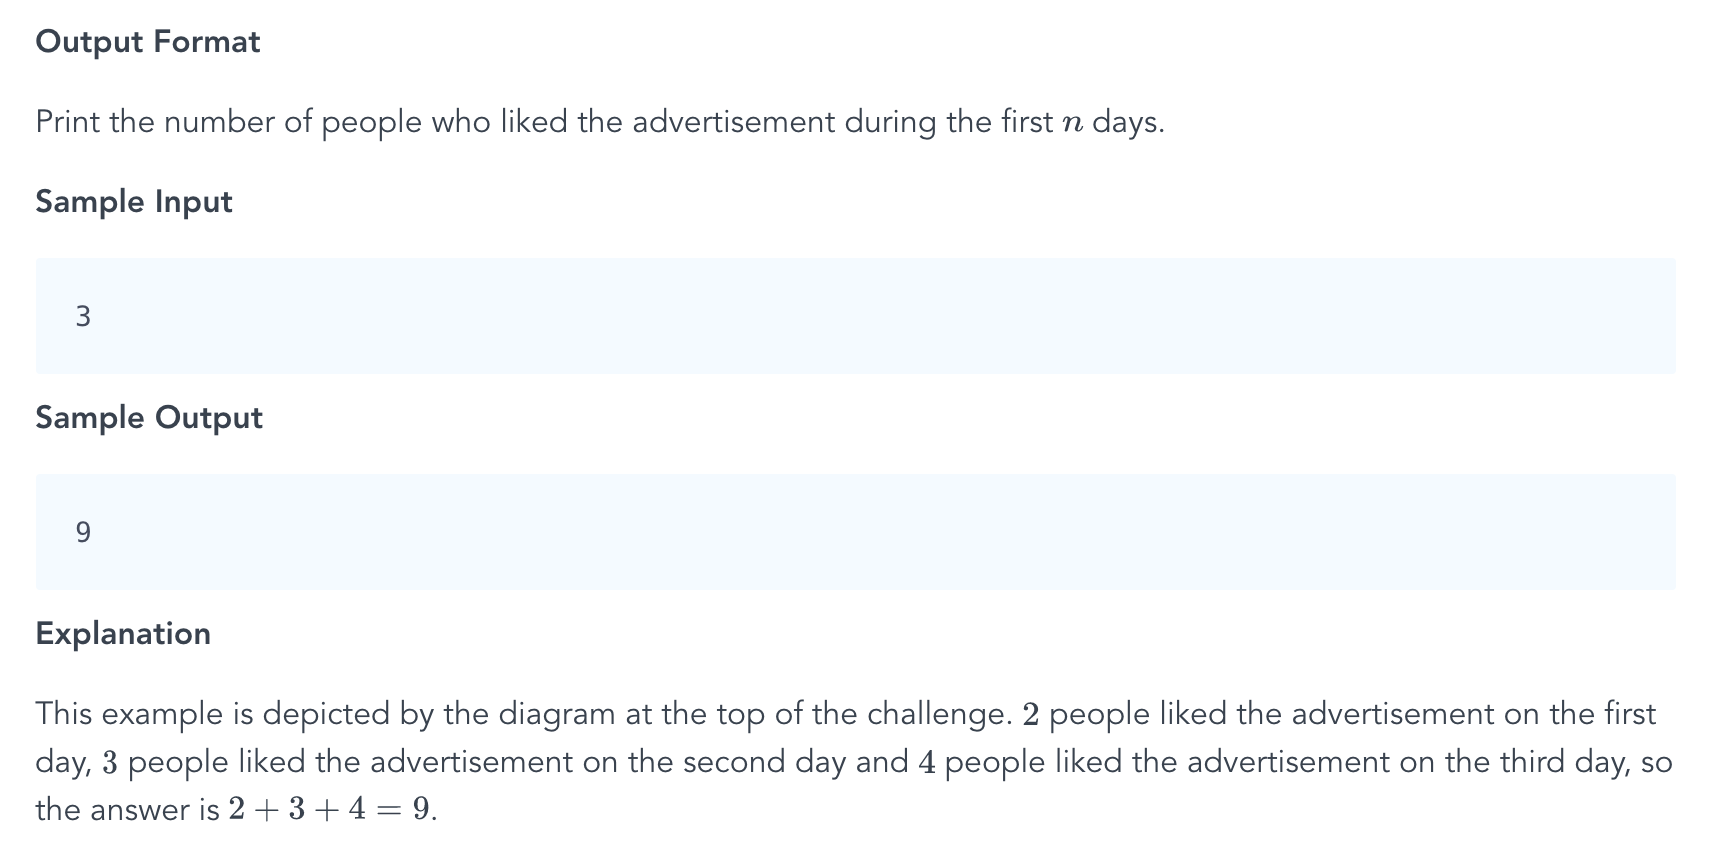 Output Format
Print the number of people who liked the advertisement during the first n days.
Sample Input
3
Sample Output
9
Explanation
This example is depicted by the diagram at the top of the challenge. 2 people liked the advertisement on the first
day, 3 people liked the advertisement on the second day and 4 people liked the advertisement on the third day, so
the answer is 2 + 3 + 4 = 9.